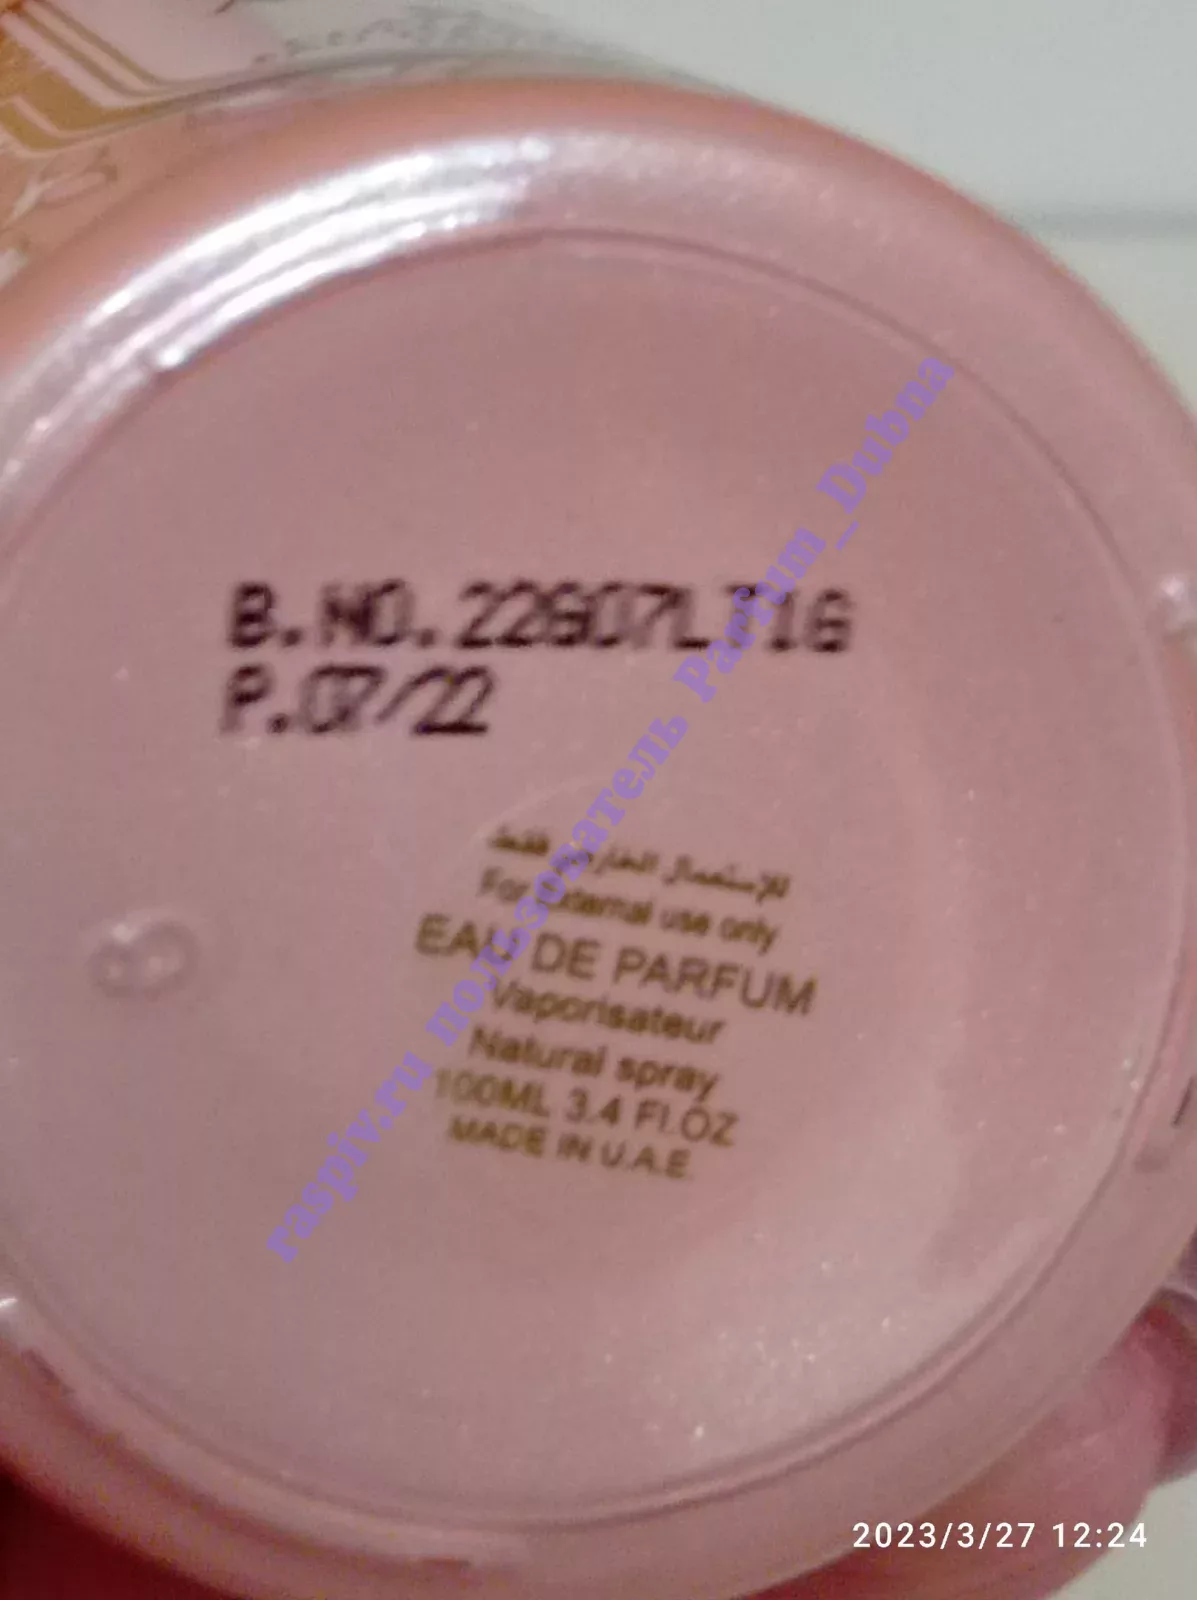 B.NO.22G07LT16
P.07/22
للإستعمال الخارجي فقط
For external use only
EAU DE PARFUM
Vaporisateur
Natural spray
100ML 3.4 Fl.OZ
MADE IN U.A.E.
raspiv.ru пользователь Parfum_Dubna
2023/3/27 12:24